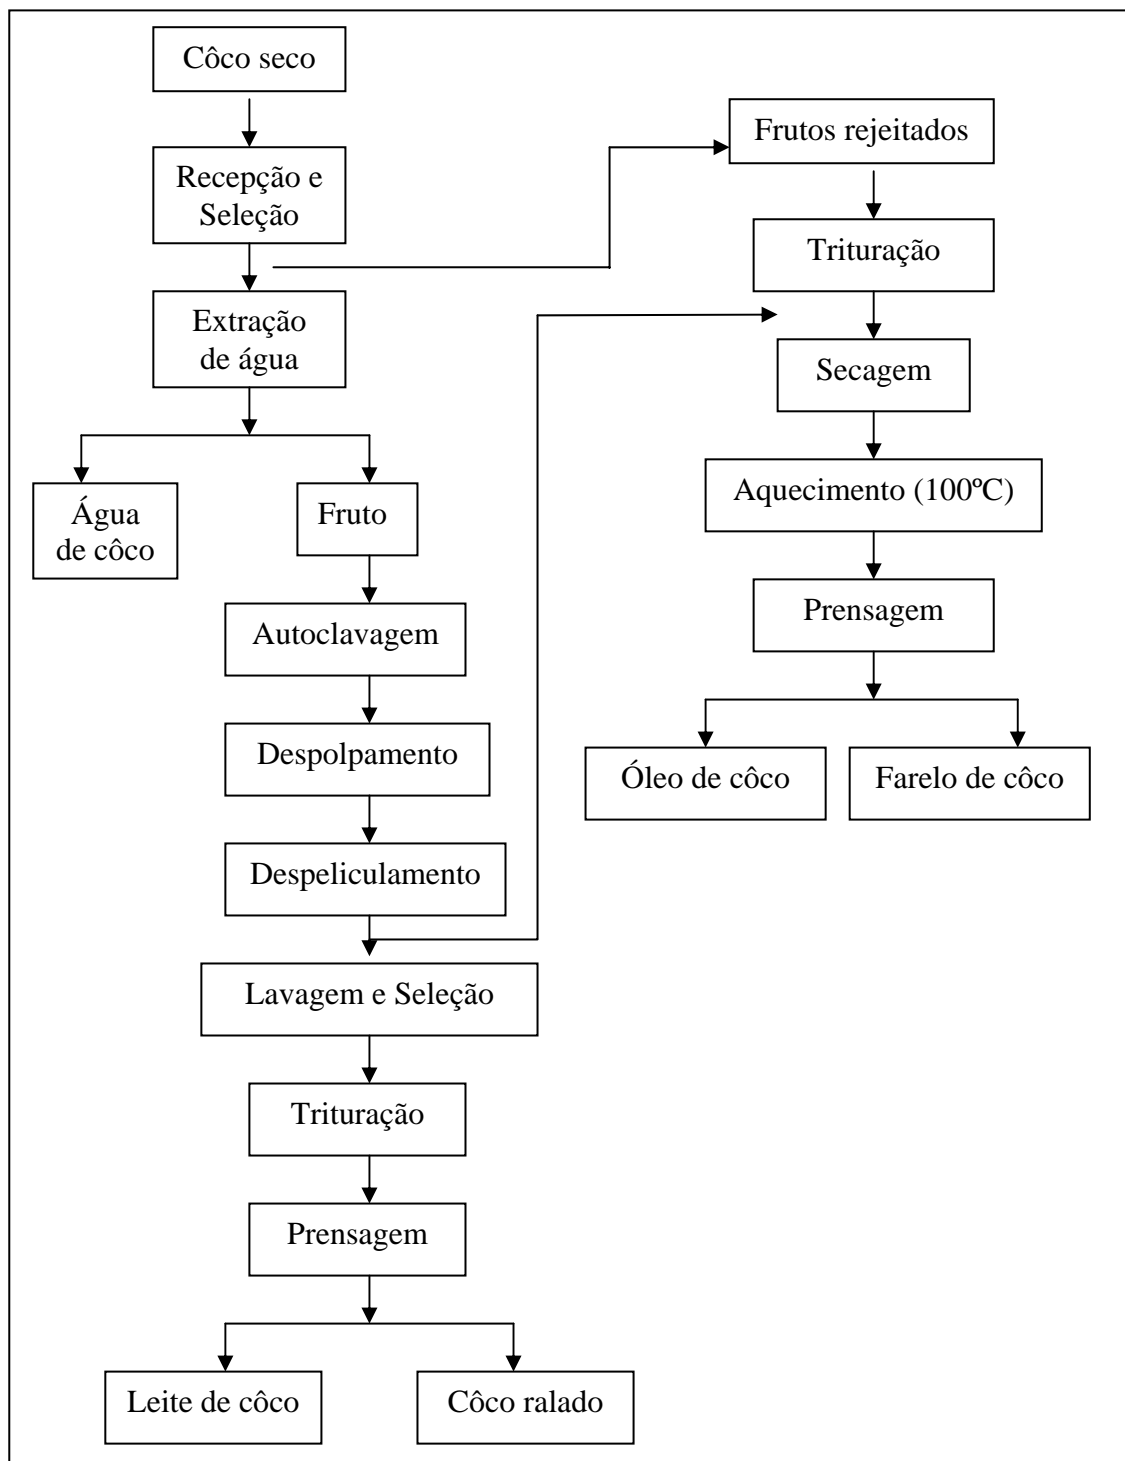 Côco seco
Recepção e
Seleção
Extração
de água
Água
de côco
Fruto
Autoclavagem
Despolpamento
Despeliculamento
Lavagem e Seleção
Trituração
Prensagem
Leite de côco
Côco ralado
Frutos rejeitados
Trituração
Secagem
Aquecimento (100ºC)
Prensagem
Óleo de côco
Farelo de côco